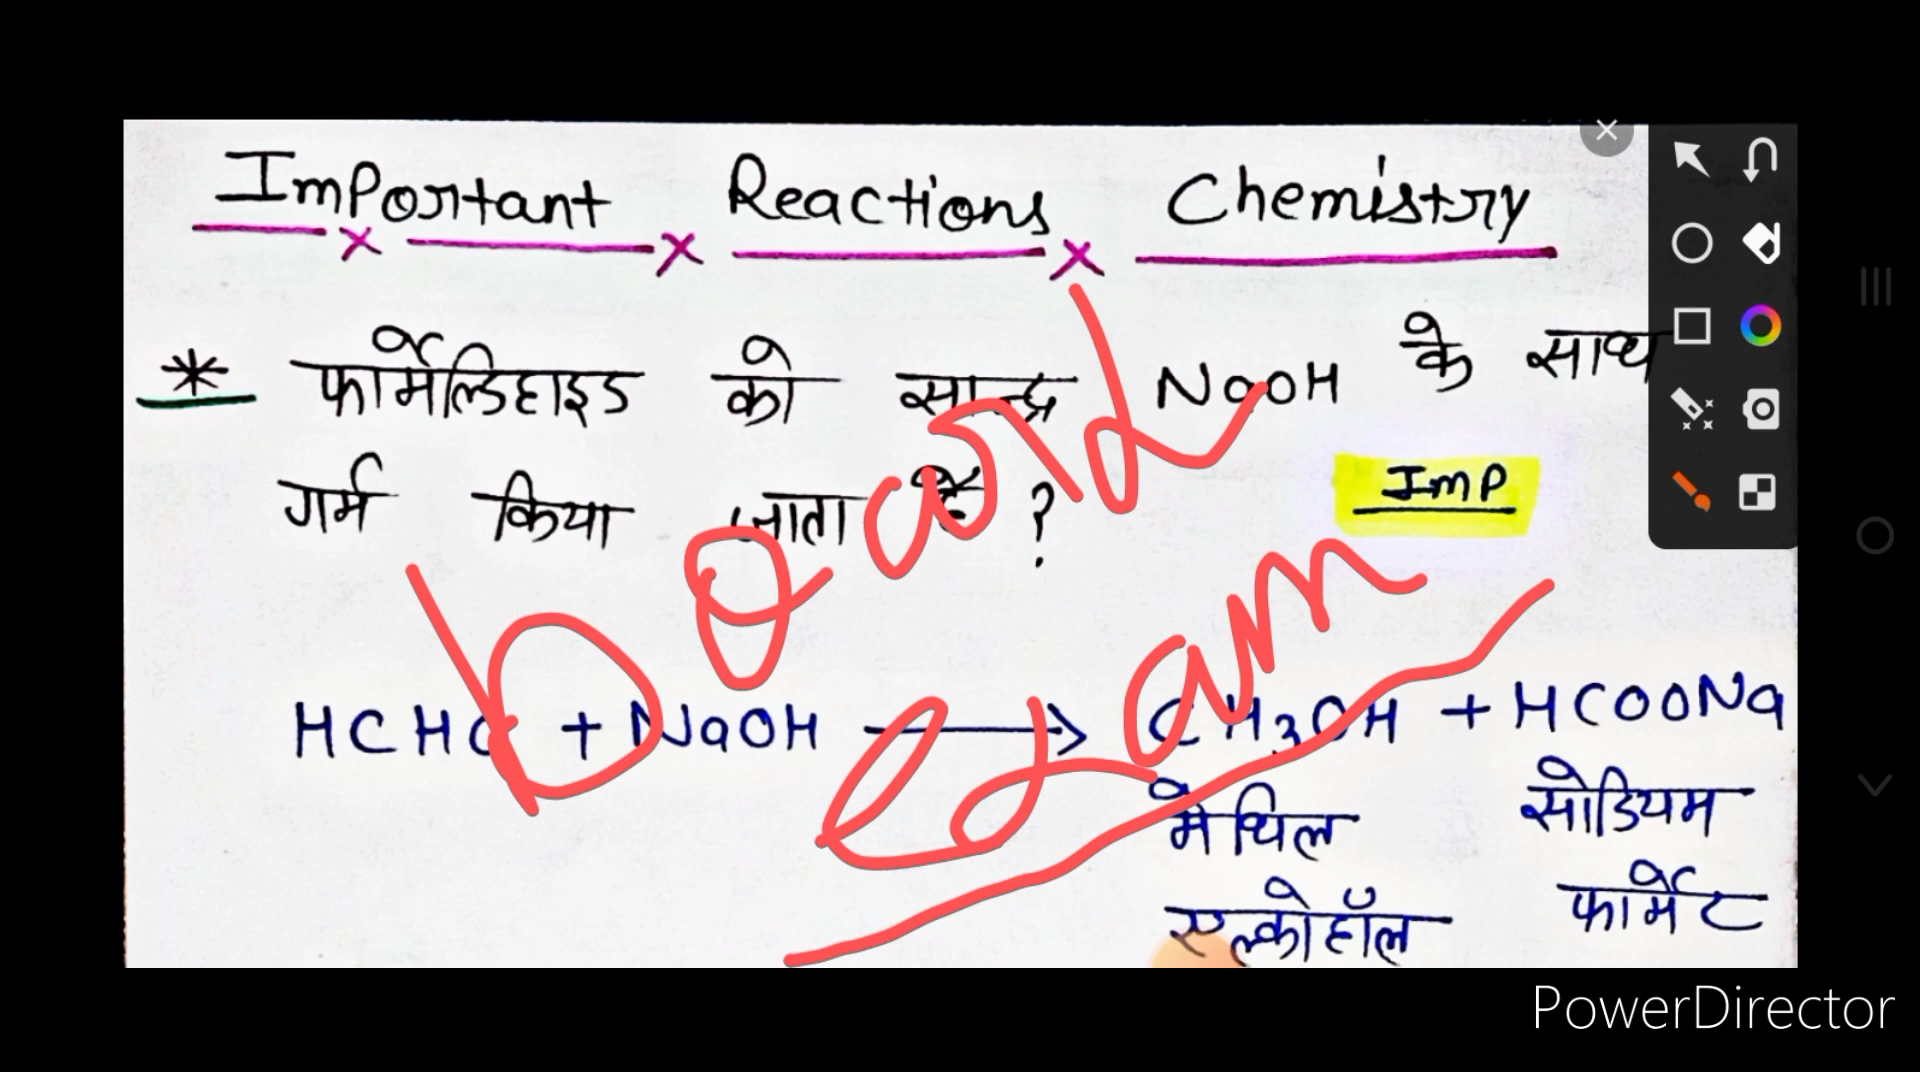 Important Reactions Chemistry
* फार्मेल्डिहाइड को सान्द्र NaOH के साथ
गर्म किया जाता है ?
Imp
board
exam
HCHO + NaOH → CH3OH + HCOONa
मेथिल सोडियम
एल्कोहॉल फार्मेट
PowerDirector